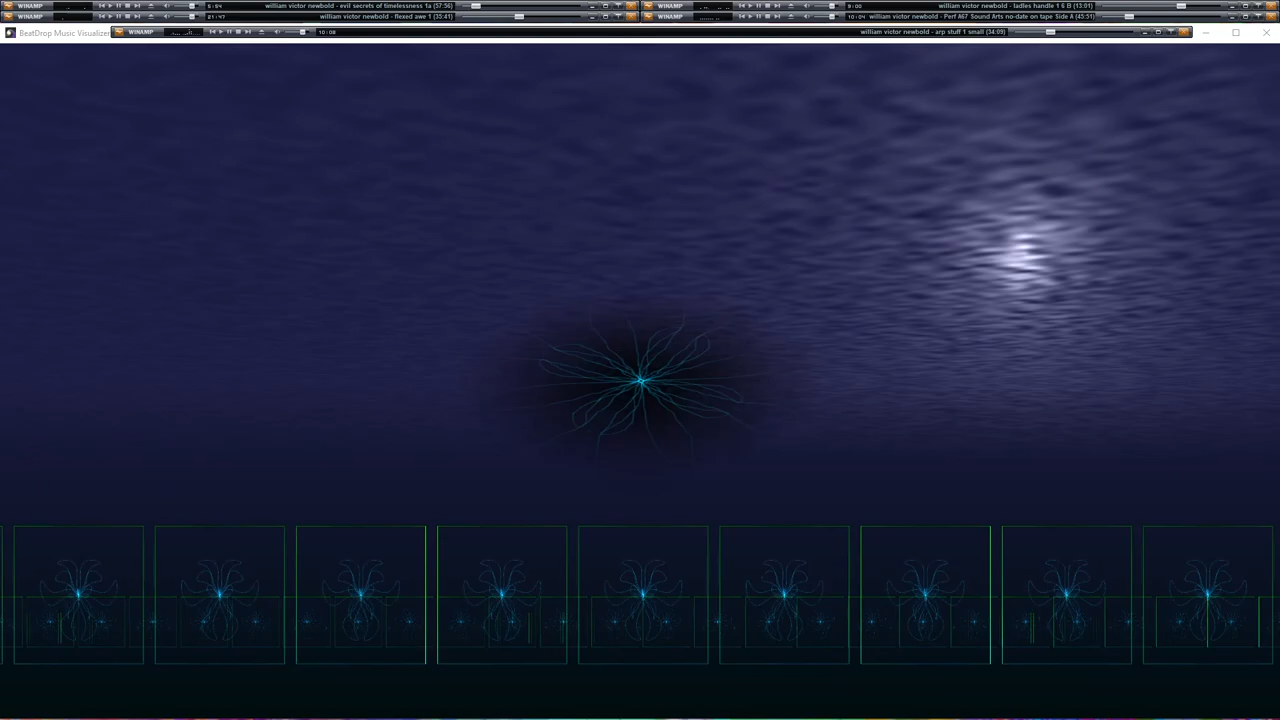 WINAMP 5:54 william victor newbold - evil secrets of timelessness 1a (57:56)
WINAMP 9:00 william victor newbold - ladles handle 1 6 B (13:01)
WINAMP 21:47 william victor newbold - flexed awe 1 (35:41)
WINAMP 10:04 william victor newbold - Perf A67 Sound Arts no-date on tape Side A (45:51)
BeatDrop Music Visualizer
WINAMP 10:08 william victor newbold - arp stuff 1 small (34:09)